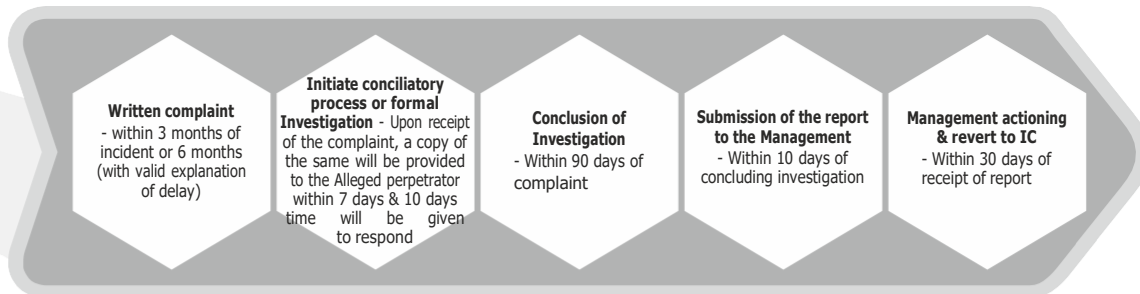 Written complaint
- within 3 months of
incident or 6 months
(with valid explanation
of delay)
Initiate conciliatory
process or formal
Investigation - Upon receipt
of the complaint, a copy of
the same will be provided
to the Alleged perpetrator
within 7 days & 10 days
time will be given
to respond
Conclusion of
Investigation
- Within 90 days of
complaint
Submission of the report
to the Management
- Within 10 days of
concluding investigation
Management actioning
& revert to IC
- Within 30 days of
receipt of report